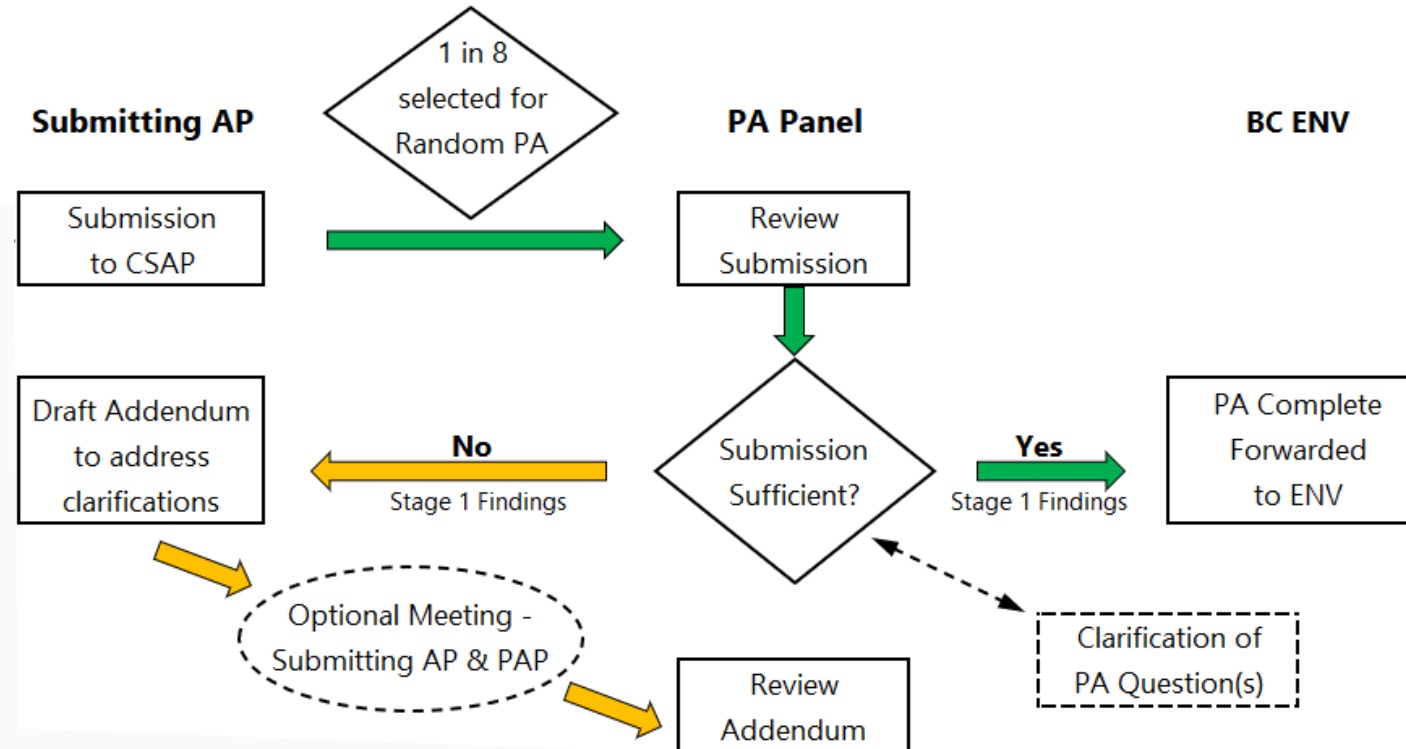 1 in 8
selected for
Random PA
Submitting AP
PA Panel
BC ENV
Submission
to CSAP
Review
Submission
Draft Addendum
to address
clarifications
No
Stage 1 Findings
Submission
Sufficient?
Yes
Stage 1 Findings
PA Complete
Forwarded
to ENV
Optional Meeting -
Submitting AP & PAP
Clarification of
PA Question(s)
Review
Addendum